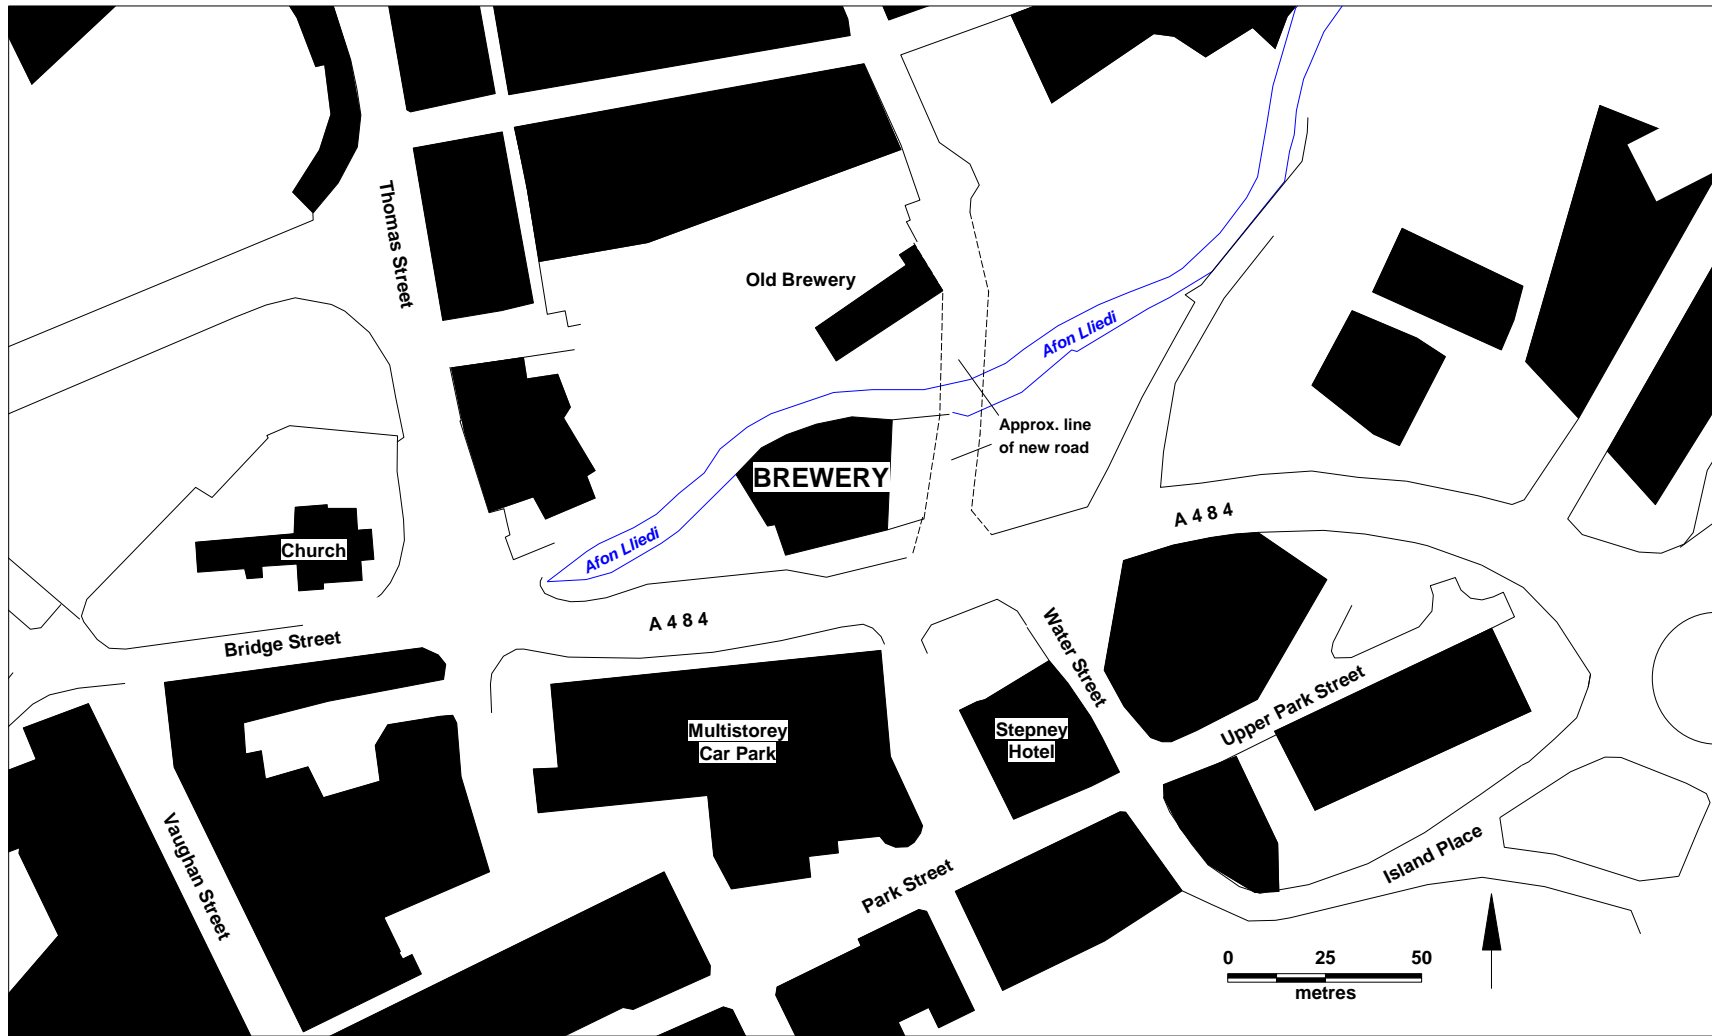 Thomas Street
Old Brewery
Afon Lliedi
Approx. line
of new road
BREWERY
A 4 8 4
Church
Afon Lliedi
A 4 8 4
Bridge Street
Water Street
Upper Park Street
Multistorey
Car Park
Stepney
Hotel
Vaughan Street
Park Street
Island Place
0 25 50
metres